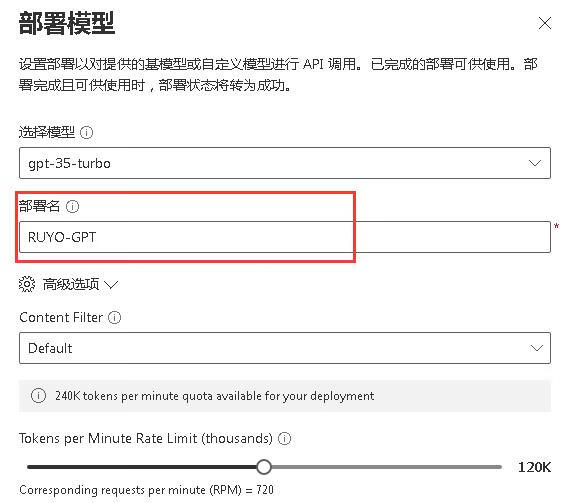 部署模型
设置部署以对提供的基模型或自定义模型进行 API 调用。已完成的部署可供使用。部
署完成且可供使用时，部署状态将转为成功。
选择模型
gpt-35-turbo
部署名
RUYO-GPT
*
高级选项
Content Filter
Default
240K tokens per minute quota available for your deployment
Tokens per Minute Rate Limit (thousands)
120K
Corresponding requests per minute (RPM) = 720